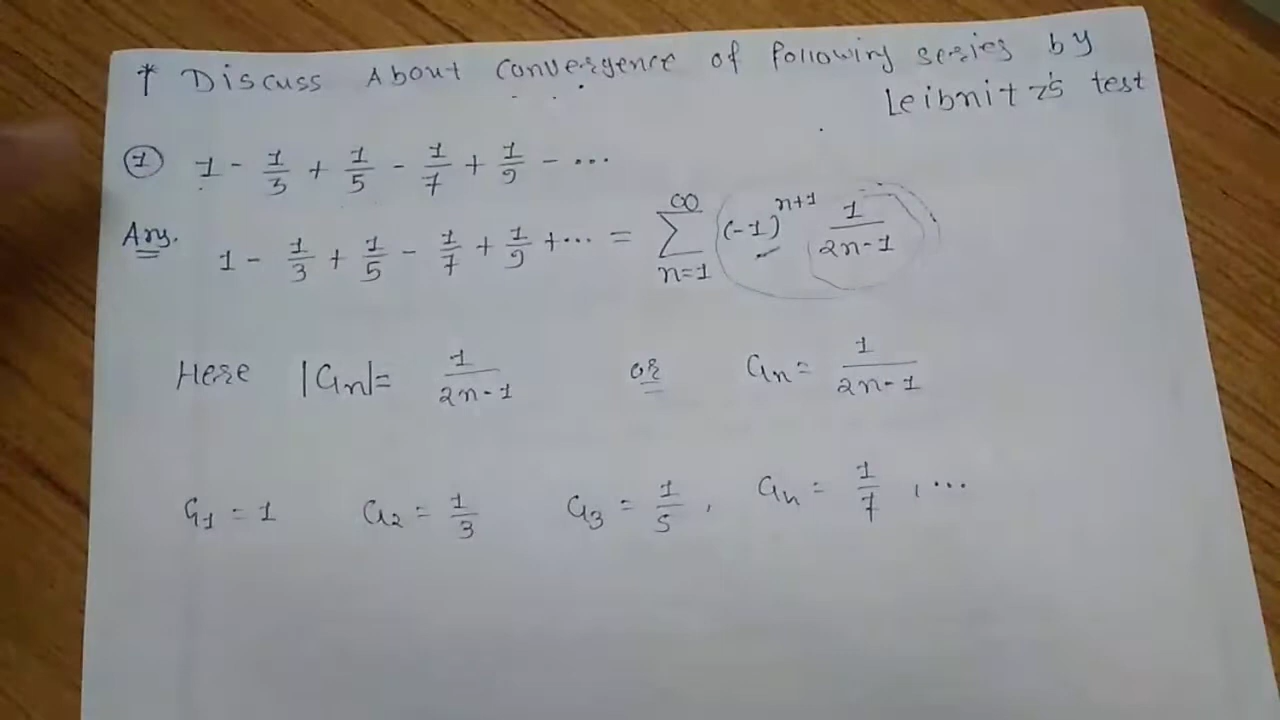 * Discuss About convergence of following series by
Leibnitz's test
① 1 - 1/3 + 1/5 - 1/7 + 1/9 - ...
Ans. 1 - 1/3 + 1/5 - 1/7 + 1/9 + ... = ∑_{n=1}^{∞} (-1)^{n+1} 1/(2n-1)
Here |an| = 1/(2n-1) or an = 1/(2n-1)
a1 = 1 a2 = 1/3 a3 = 1/5 , an = 1/7 , ...